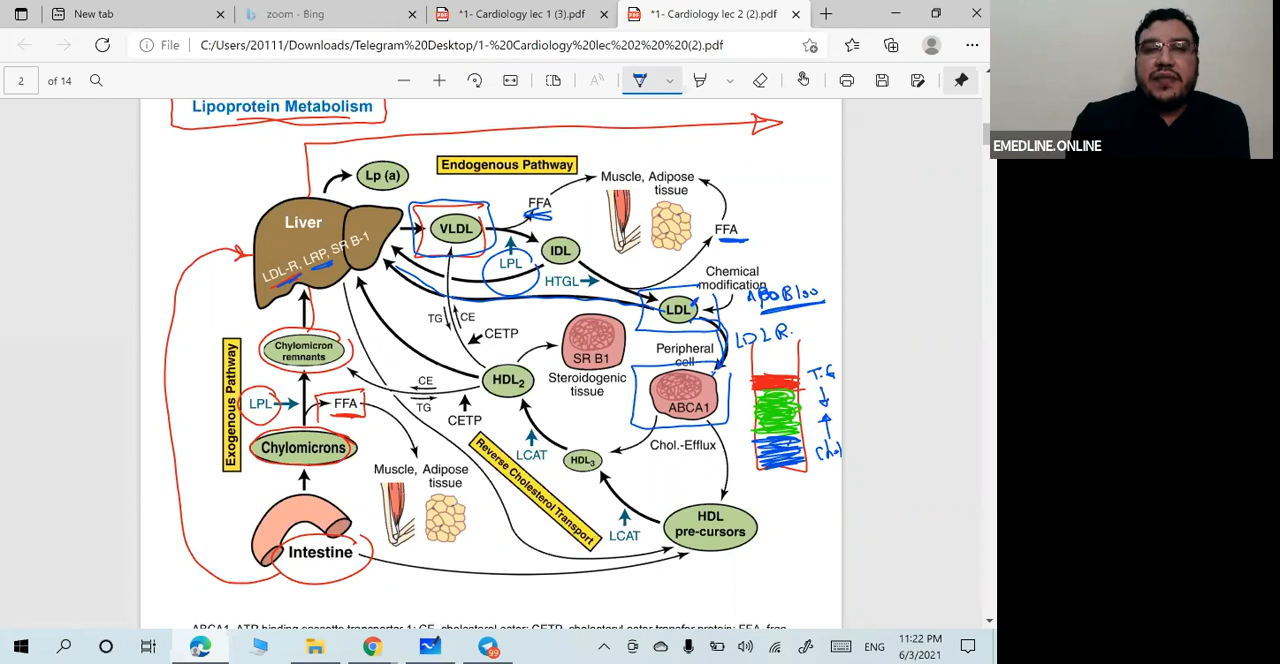 New tab
zoom - Bing
*1- Cardiology lec 1 (3).pdf
*1- Cardiology lec 2 (2).pdf
File
C:/Users/20111/Downloads/Telegram%20Desktop/1-%20Cardiology%20lec%202%20%20(2).pdf
2 of 14
EMEDLINE.ONLINE
Lipoprotein Metabolism
Endogenous Pathway
Lp (a)
Muscle, Adipose
tissue
Liver
FFA
VLDL
FFA
LDL-R, LRP, SR B-1
IDL
LPL
HTGL
Chemical
modification
LDL
LDLR.
TG
CE
CETP
Peripheral
cell
Chylomicron
remnants
SR B1
Steroidogenic
tissue
T.G
HDL2
ABCA1
CE
TG
CETP
Exogenous Pathway
LPL
FFA
Chylomicrons
LCAT
Chol.-Efflux
Chol
HDL3
Reverse Cholesterol Transport
Muscle, Adipose
tissue
LCAT
HDL
pre-cursors
Intestine
99
ENG
11:22 PM
6/3/2021